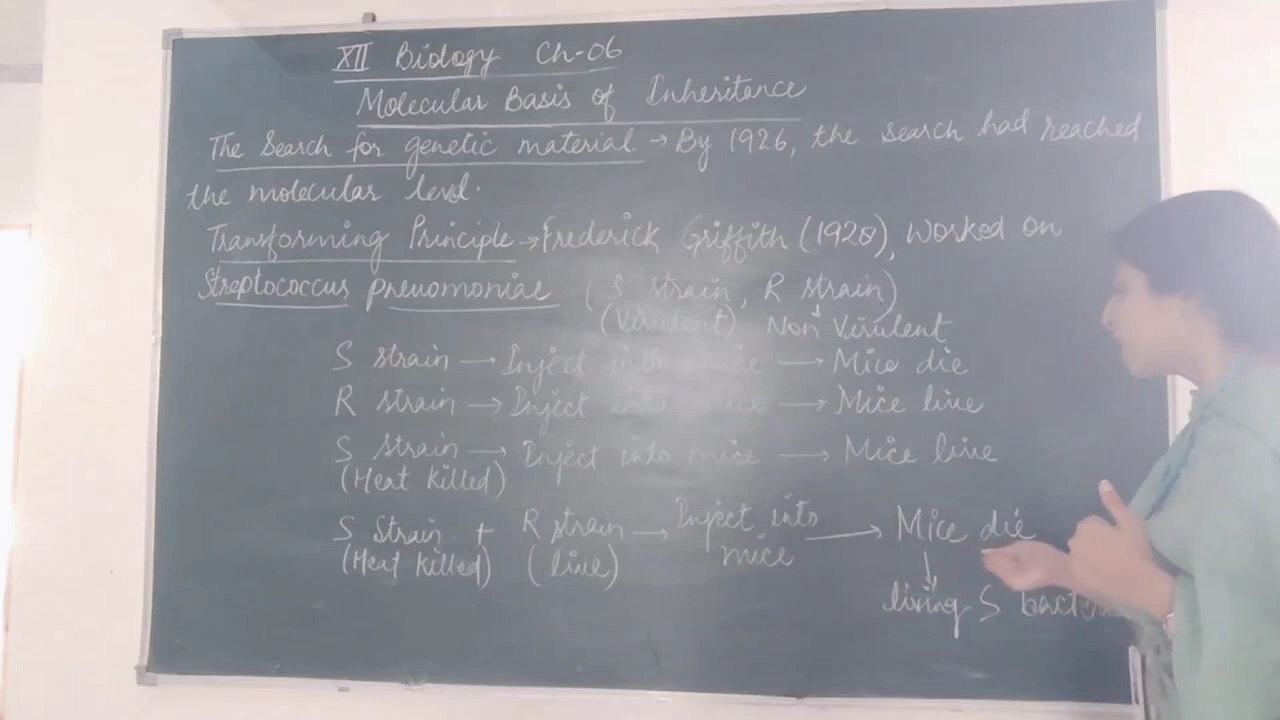 XII Biology Ch-06
Molecular Basis of Inheritance
The Search for genetic material → By 1926, the search had reached
the molecular level.
Transforming Principle → Frederick Griffith (1928), worked on
Streptococcus pneuomoniae (S strain, R strain)
(Virulent) Non Virulent
S strain → Inject into mice → Mice die
R strain → Inject into mice → Mice live
S strain → Inject into mice → Mice live
(Heat killed)
S Strain + R strain → Inject into mice → Mice die
(Heat killed) (live)
↓
living S bacteria